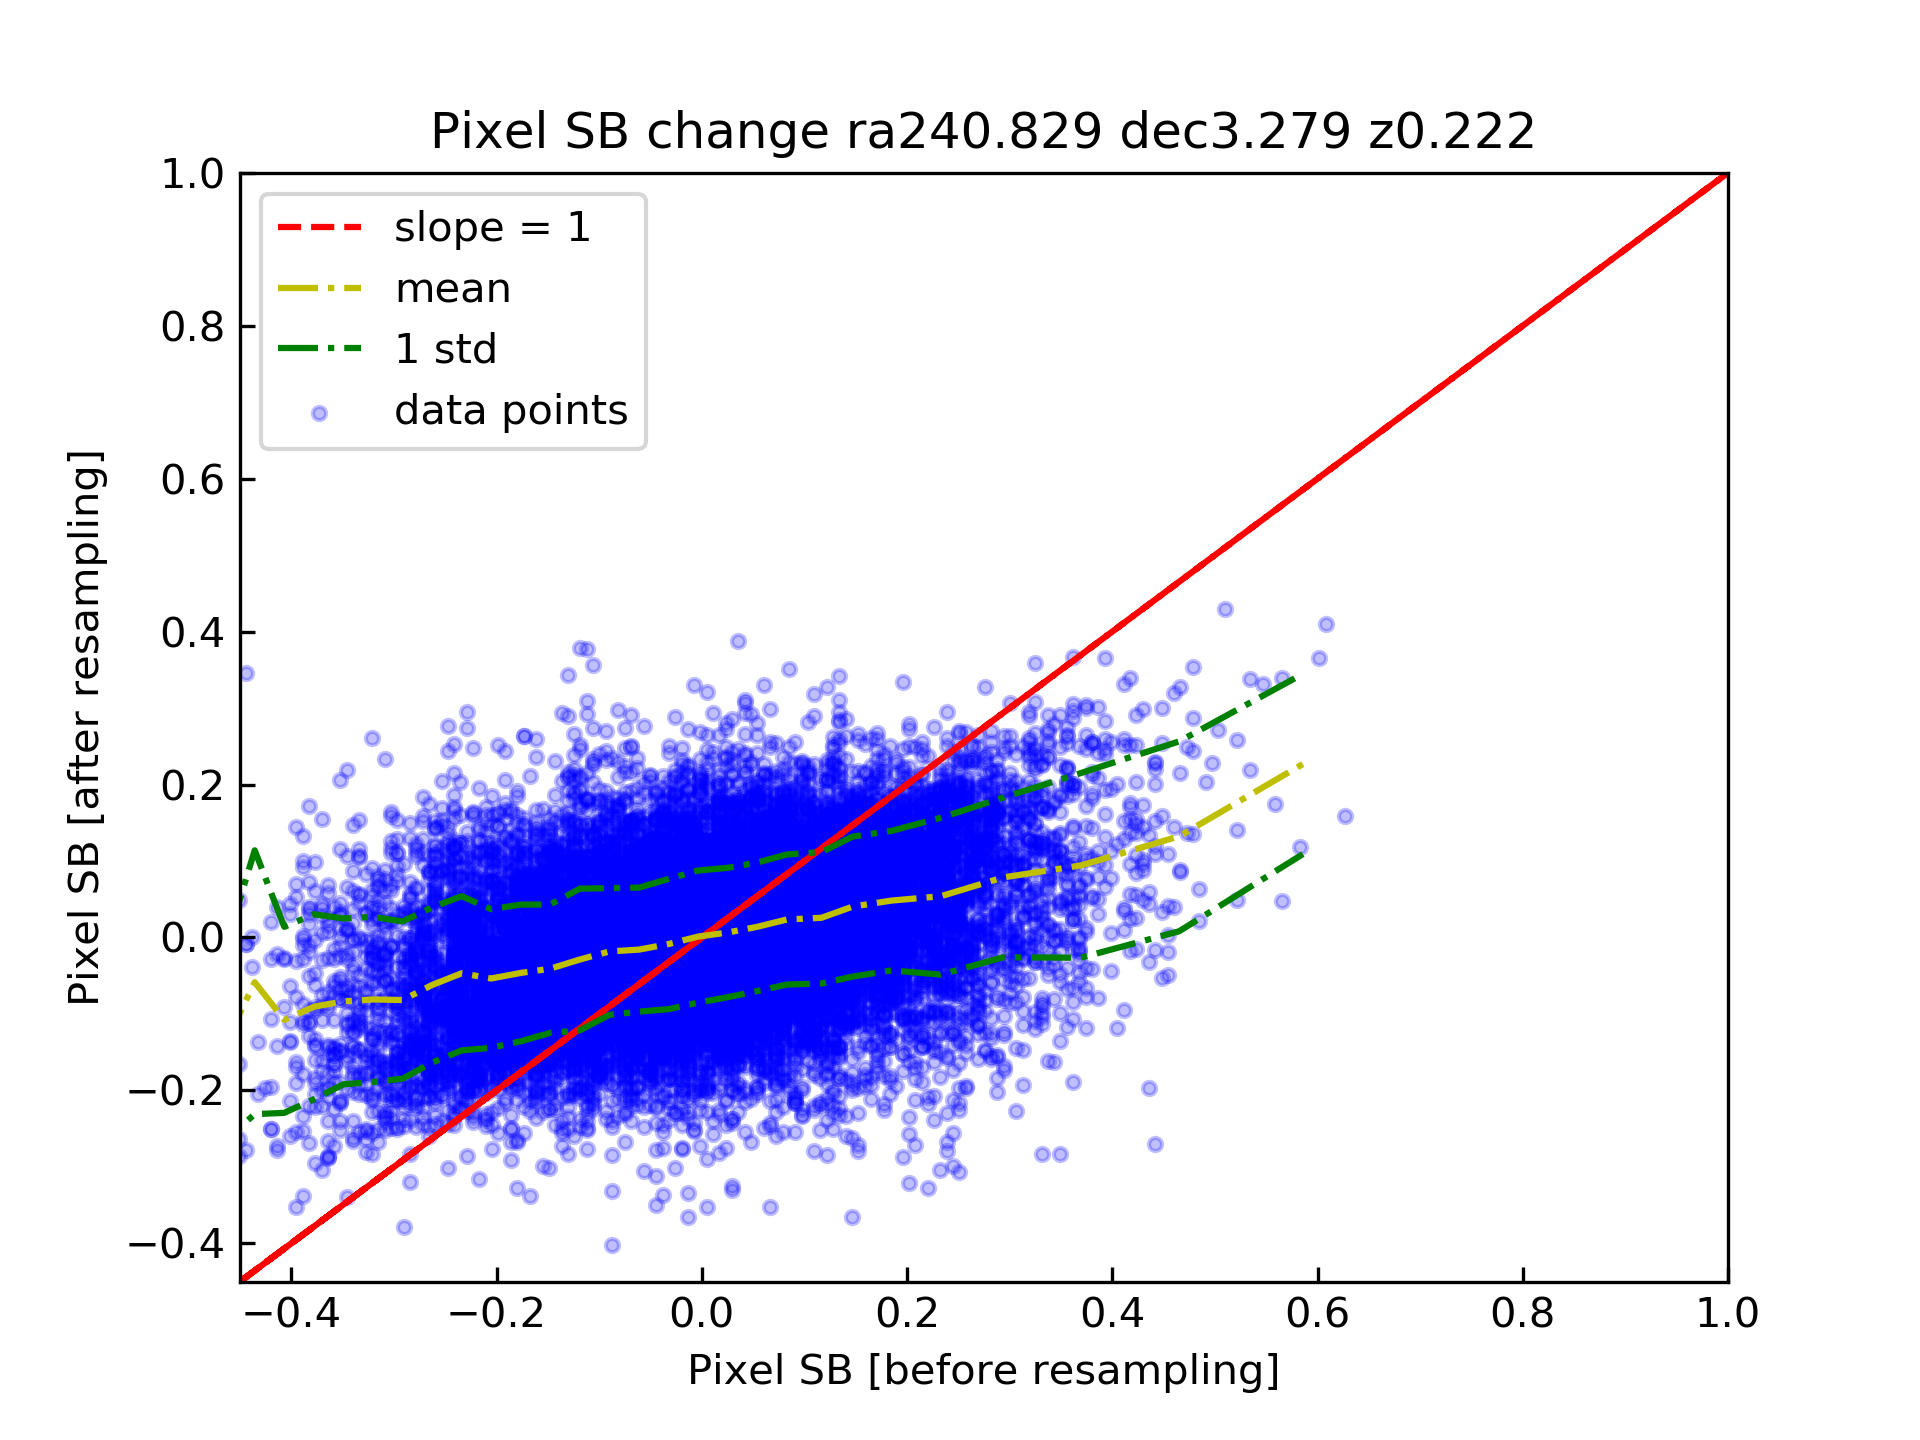 Pixel SB change ra240.829 dec3.279 z0.222
1.0
0.8
0.6
0.4
0.2
0.0
−0.2
−0.4
Pixel SB [after resampling]
slope = 1
mean
1 std
data points
−0.4 −0.2 0.0 0.2 0.4 0.6 0.8 1.0
Pixel SB [before resampling]